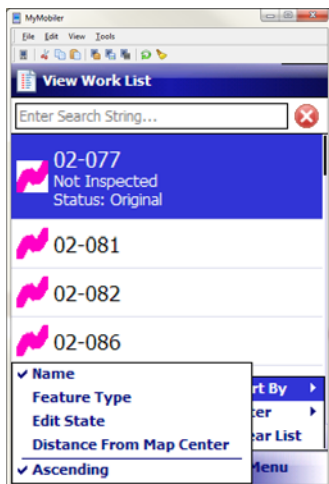 MyMobiler
File Edit View Tools
View Work List
Enter Search String...
02-077
Not Inspected
Status: Original
02-081
02-082
02-086
Name
Feature Type
Edit State
Distance From Map Center
Ascending
rt By
ter
ear List
Menu